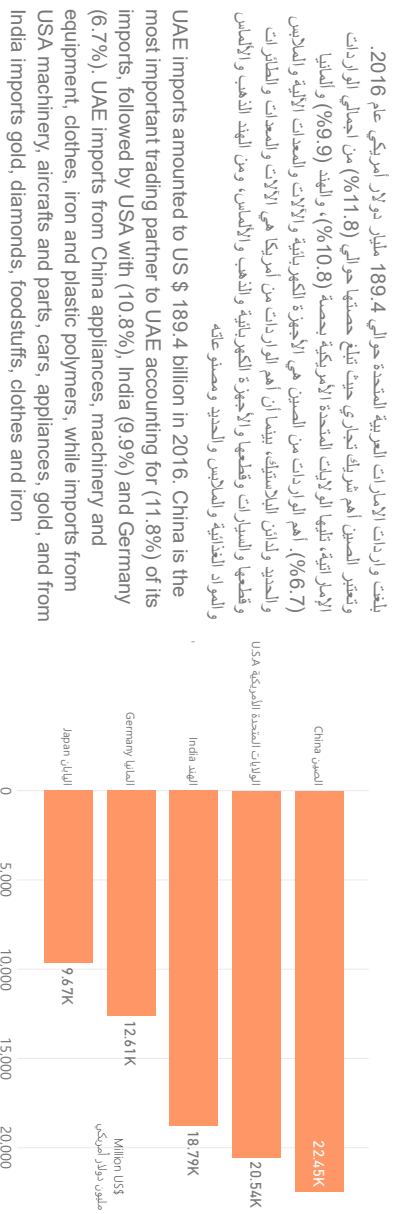 بلغت واردات الامارات العربية المتحدة حوالي 189.4 مليار دولار أمريكي عام 2016.
وتعتبر الصين أهم شريك تجاري حيث تبلغ حصتها حوالي (11.8%) من اجمالي الواردات
الإماراتية، تليها الولايات المتحدة الأمريكية بحصة (10.8%)، والهند (9.9%) وألمانيا
(6.7%). أهم الواردات من الصين هي الأجهزة الكهربائية والآلات والمعدات الآلية والملابس
والحديد ولدائن البلاستيك، بينما أن أهم الواردات من أمريكا هي الآلات والمعدات والطائرات
وقطعها والسيارات وقطعها والأجهزة الكهربائية والذهب والألماس، ومن الهند الذهب والألماس
والمواد الغذائية والملابس والحديد ومصنوعاته
UAE imports amounted to US $ 189.4 billion in 2016. China is the
most important trading partner to UAE accounting for (11.8%) of its
imports, followed by USA with (10.8%), India (9.9%) and Germany
(6.7%). UAE imports from China appliances, machinery and
equipment, clothes, iron and plastic polymers, while imports from
USA machinery, aircrafts and parts, cars, appliances, gold, and from
India imports gold, diamonds, foodstuffs, clothes and iron
الصين China
22.45K
الولايات المتحدة الأمريكية U.S.A
20.54K
الهند India
18.79K
المانيا Germany
12.61K
اليابان Japan
9.67K
Million US$
مليون دولار أمريكي,
0
5,000
10,000
15,000
20,000